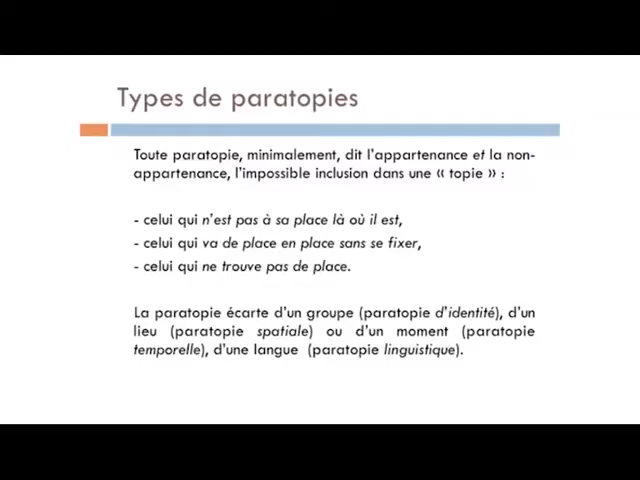 Types de paratopies
Toute paratopie, minimalement, dit l'appartenance et la non-
appartenance, l'impossible inclusion dans une « topie » :
- celui qui n'est pas à sa place là où il est,
- celui qui va de place en place sans se fixer,
- celui qui ne trouve pas de place.
La paratopie écarte d'un groupe (paratopie d'identité), d'un
lieu (paratopie spatiale) ou d'un moment (paratopie
temporelle), d'une langue (paratopie linguistique).